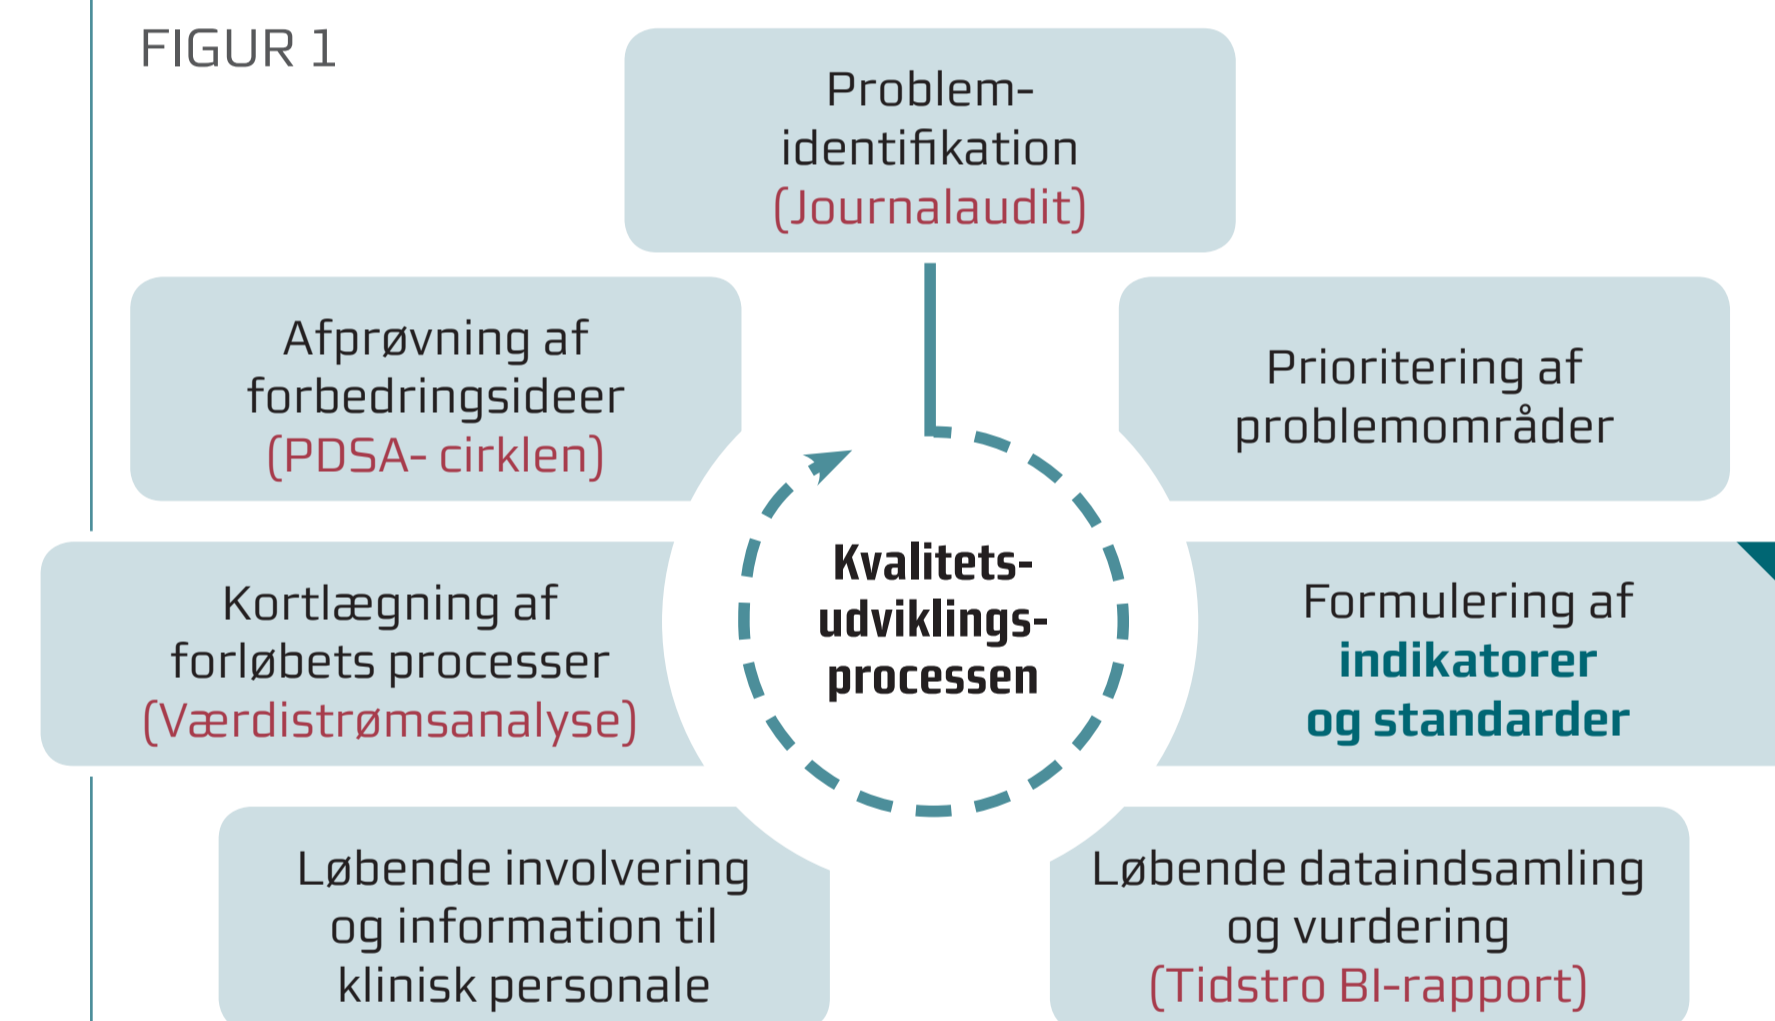 FIGUR 1
Problem-
identifikation
(Journalaudit)
Prioritering af
problemområder
Formulering af
indikatorer
og standarder
Løbende dataindsamling
og vurdering
(Tidstro BI-rapport)
Løbende involvering
og information til
klinisk personale
Kortlægning af
forløbets processer
(Værdistrømsanalyse)
Afprøvning af
forbedringsideer
(PDSA- cirklen)
Kvalitets-
udviklings-
processen